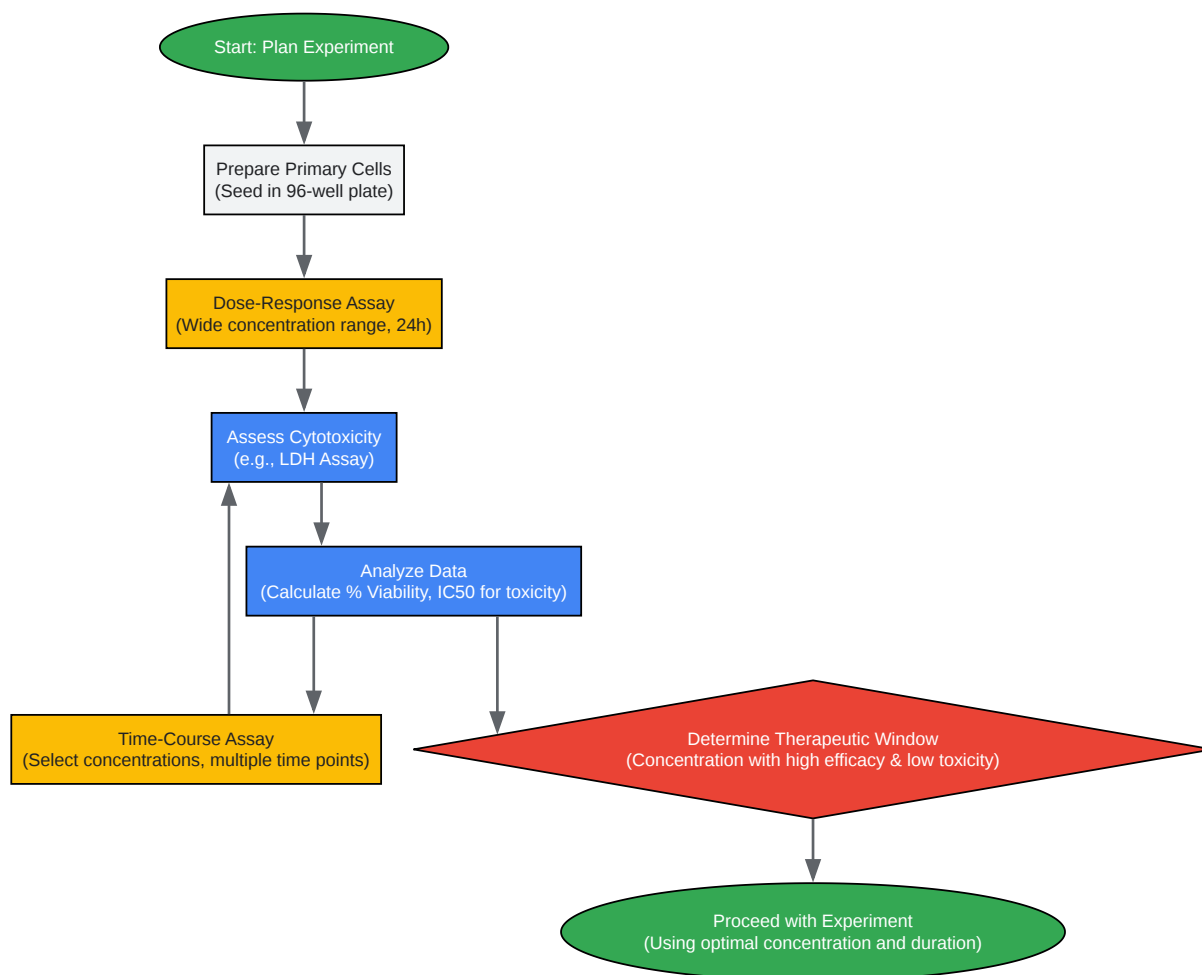 Start: Plan Experiment
Prepare Primary Cells
(Seed in 96-well plate)
Dose-Response Assay
(Wide concentration range, 24h)
Assess Cytotoxicity
(e.g., LDH Assay)
Analyze Data
(Calculate % Viability, IC50 for toxicity)
Time-Course Assay
(Select concentrations, multiple time points)
Determine Therapeutic Window
(Concentration with high efficacy & low toxicity)
Proceed with Experiment
(Using optimal concentration and duration)